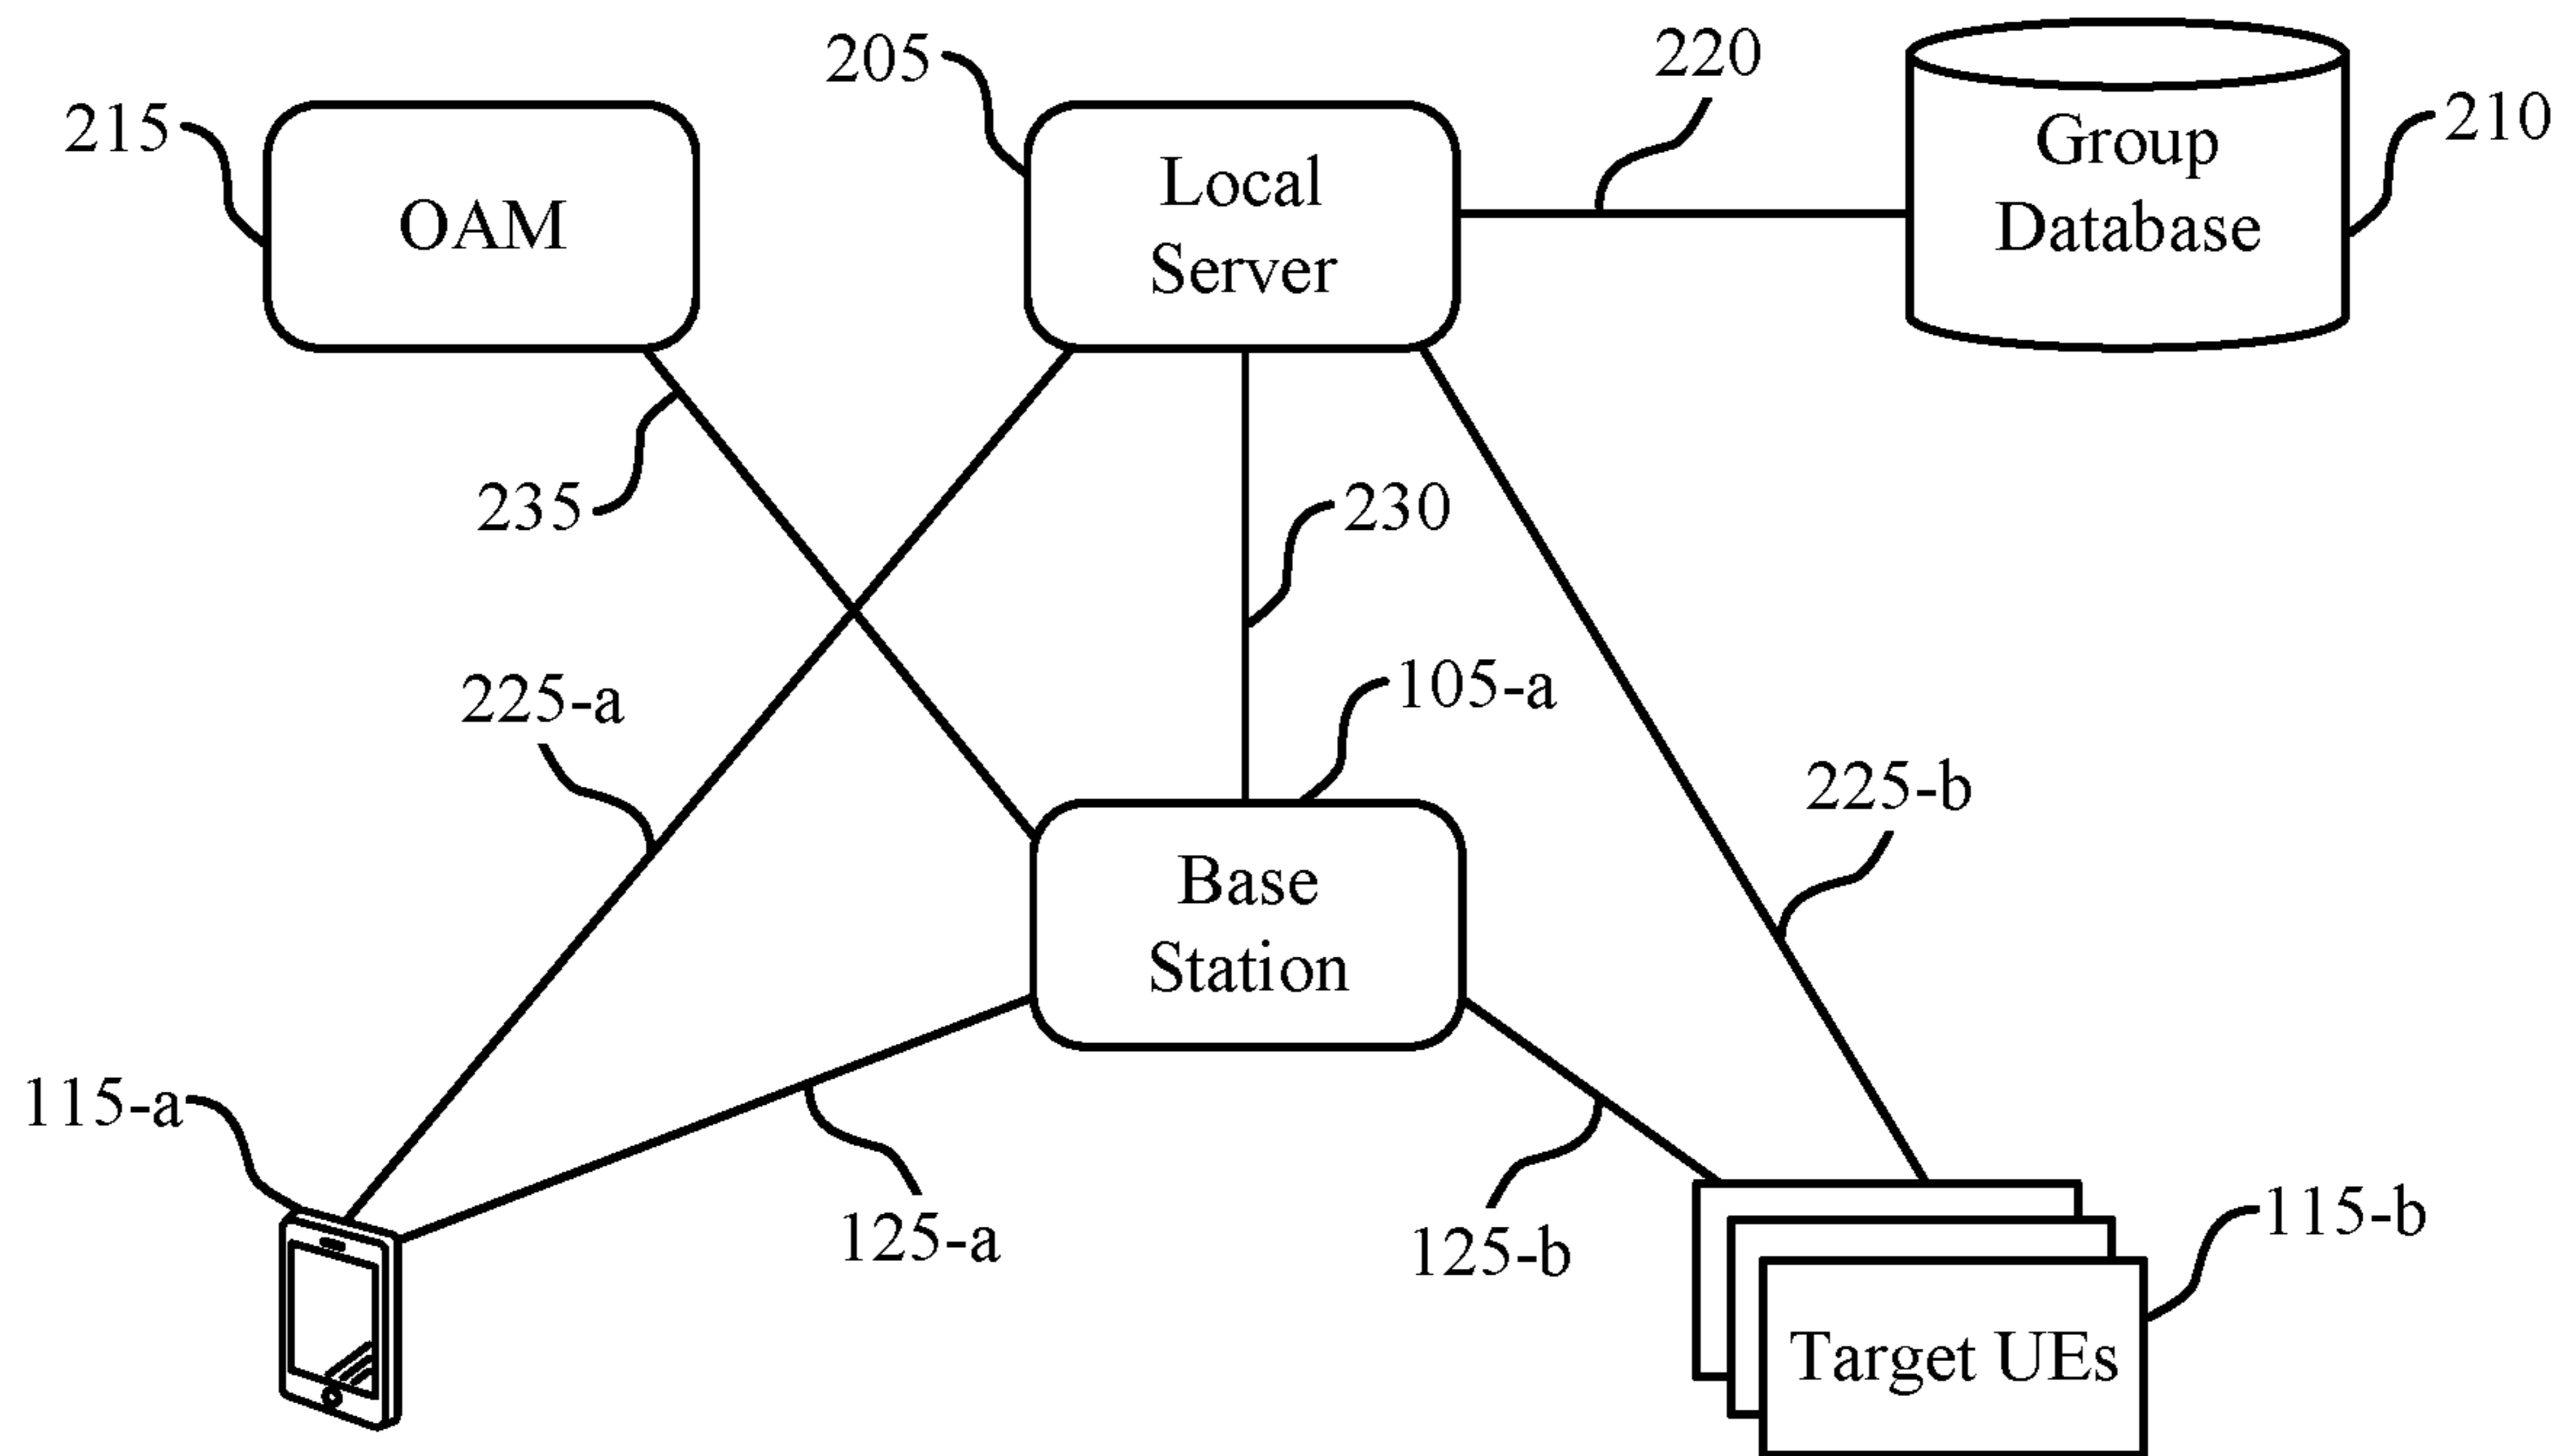 205
220
215
210
OAM
Local
Server
Group
Database
235
230
225-a
105-a
225-b
Base
Station
115-a
125-a
125-b
115-b
Target UEs